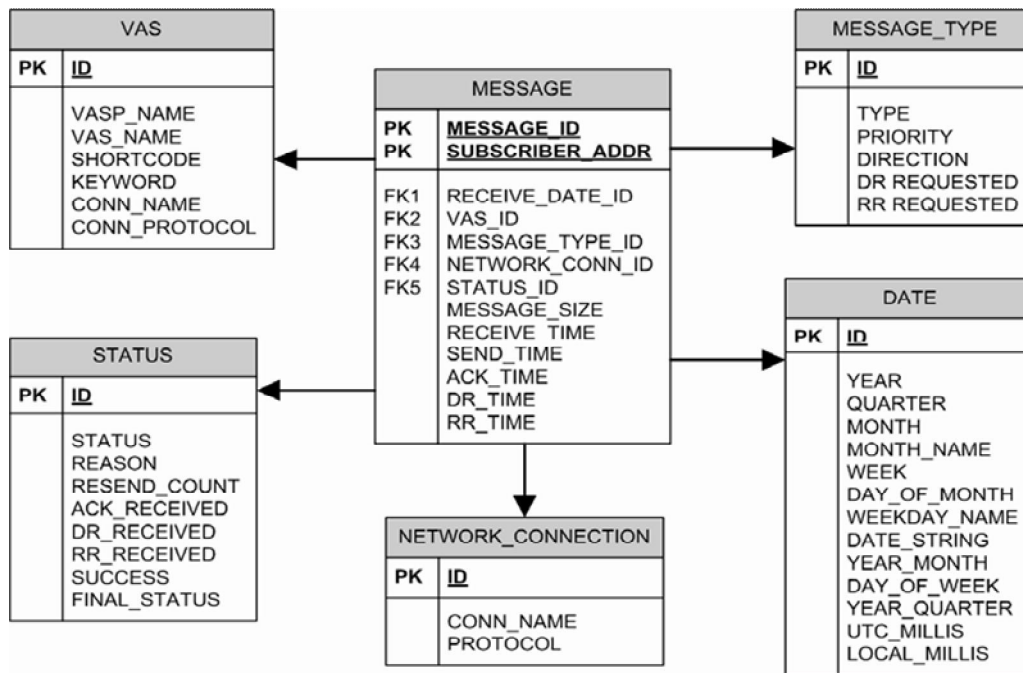 VAS
PK ID
VASP_NAME
VAS_NAME
SHORTCODE
KEYWORD
CONN_NAME
CONN_PROTOCOL
MESSAGE
PK MESSAGE_ID
PK SUBSCRIBER_ADDR
FK1 RECEIVE_DATE_ID
FK2 VAS_ID
FK3 MESSAGE_TYPE_ID
FK4 NETWORK_CONN_ID
FK5 STATUS_ID
MESSAGE_SIZE
RECEIVE_TIME
SEND_TIME
ACK_TIME
DR_TIME
RR_TIME
MESSAGE_TYPE
PK ID
TYPE
PRIORITY
DIRECTION
DR REQUESTED
RR REQUESTED
STATUS
PK ID
STATUS
REASON
RESEND_COUNT
ACK_RECEIVED
DR_RECEIVED
RR_RECEIVED
SUCCESS
FINAL_STATUS
NETWORK_CONNECTION
PK ID
CONN_NAME
PROTOCOL
DATE
PK ID
YEAR
QUARTER
MONTH
MONTH_NAME
WEEK
DAY_OF_MONTH
WEEKDAY_NAME
DATE_STRING
YEAR_MONTH
DAY_OF_WEEK
YEAR_QUARTER
UTC_MILLIS
LOCAL_MILLIS